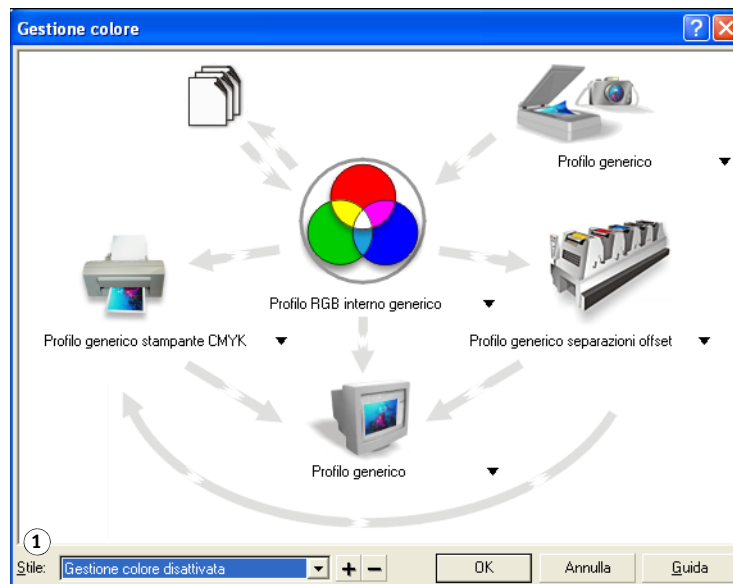 Gestione colore
Profilo generico
Profilo RGB interno generico
Profilo generico stampante CMYK
Profilo generico separazioni offset
Profilo generico
1
Stile: Gestione colore disattivata + − OK Annulla Guida